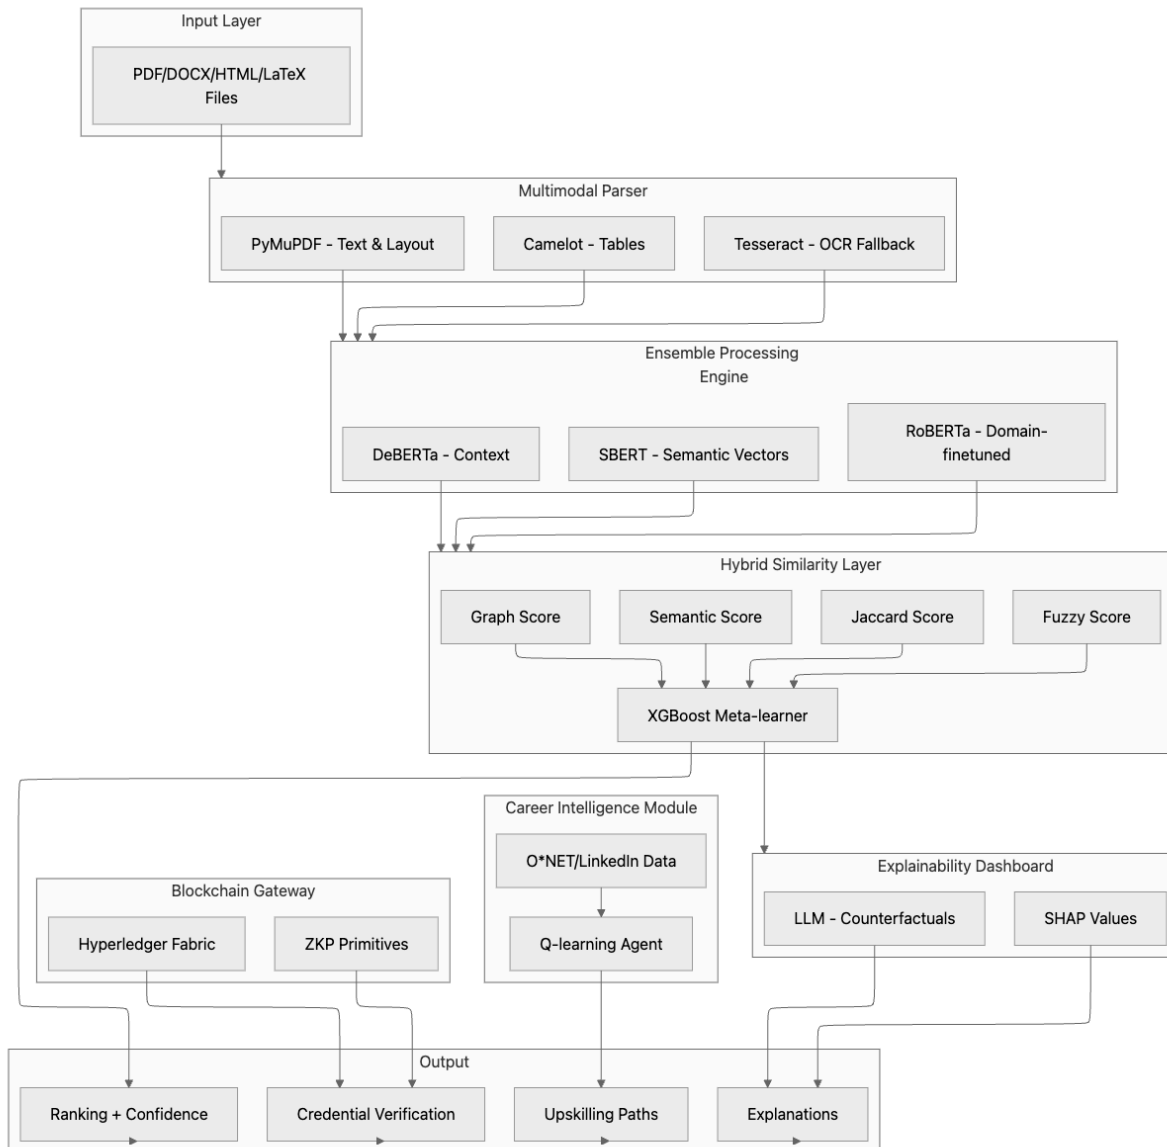 Input Layer
PDF/DOCX/HTML/LaTeX
Files
Multimodal Parser
PyMuPDF - Text & Layout
Camelot - Tables
Tesseract - OCR Fallback
Ensemble Processing
Engine
DeBERTa - Context
SBERT - Semantic Vectors
RoBERTa - Domain-
finetuned
Hybrid Similarity Layer
Graph Score
Semantic Score
Jaccard Score
Fuzzy Score
XGBoost Meta-learner
Career Intelligence Module
O*NET/LinkedIn Data
Q-learning Agent
Blockchain Gateway
Hyperledger Fabric
ZKP Primitives
Explainability Dashboard
LLM - Counterfactuals
SHAP Values
Output
Ranking + Confidence
Credential Verification
Upskilling Paths
Explanations